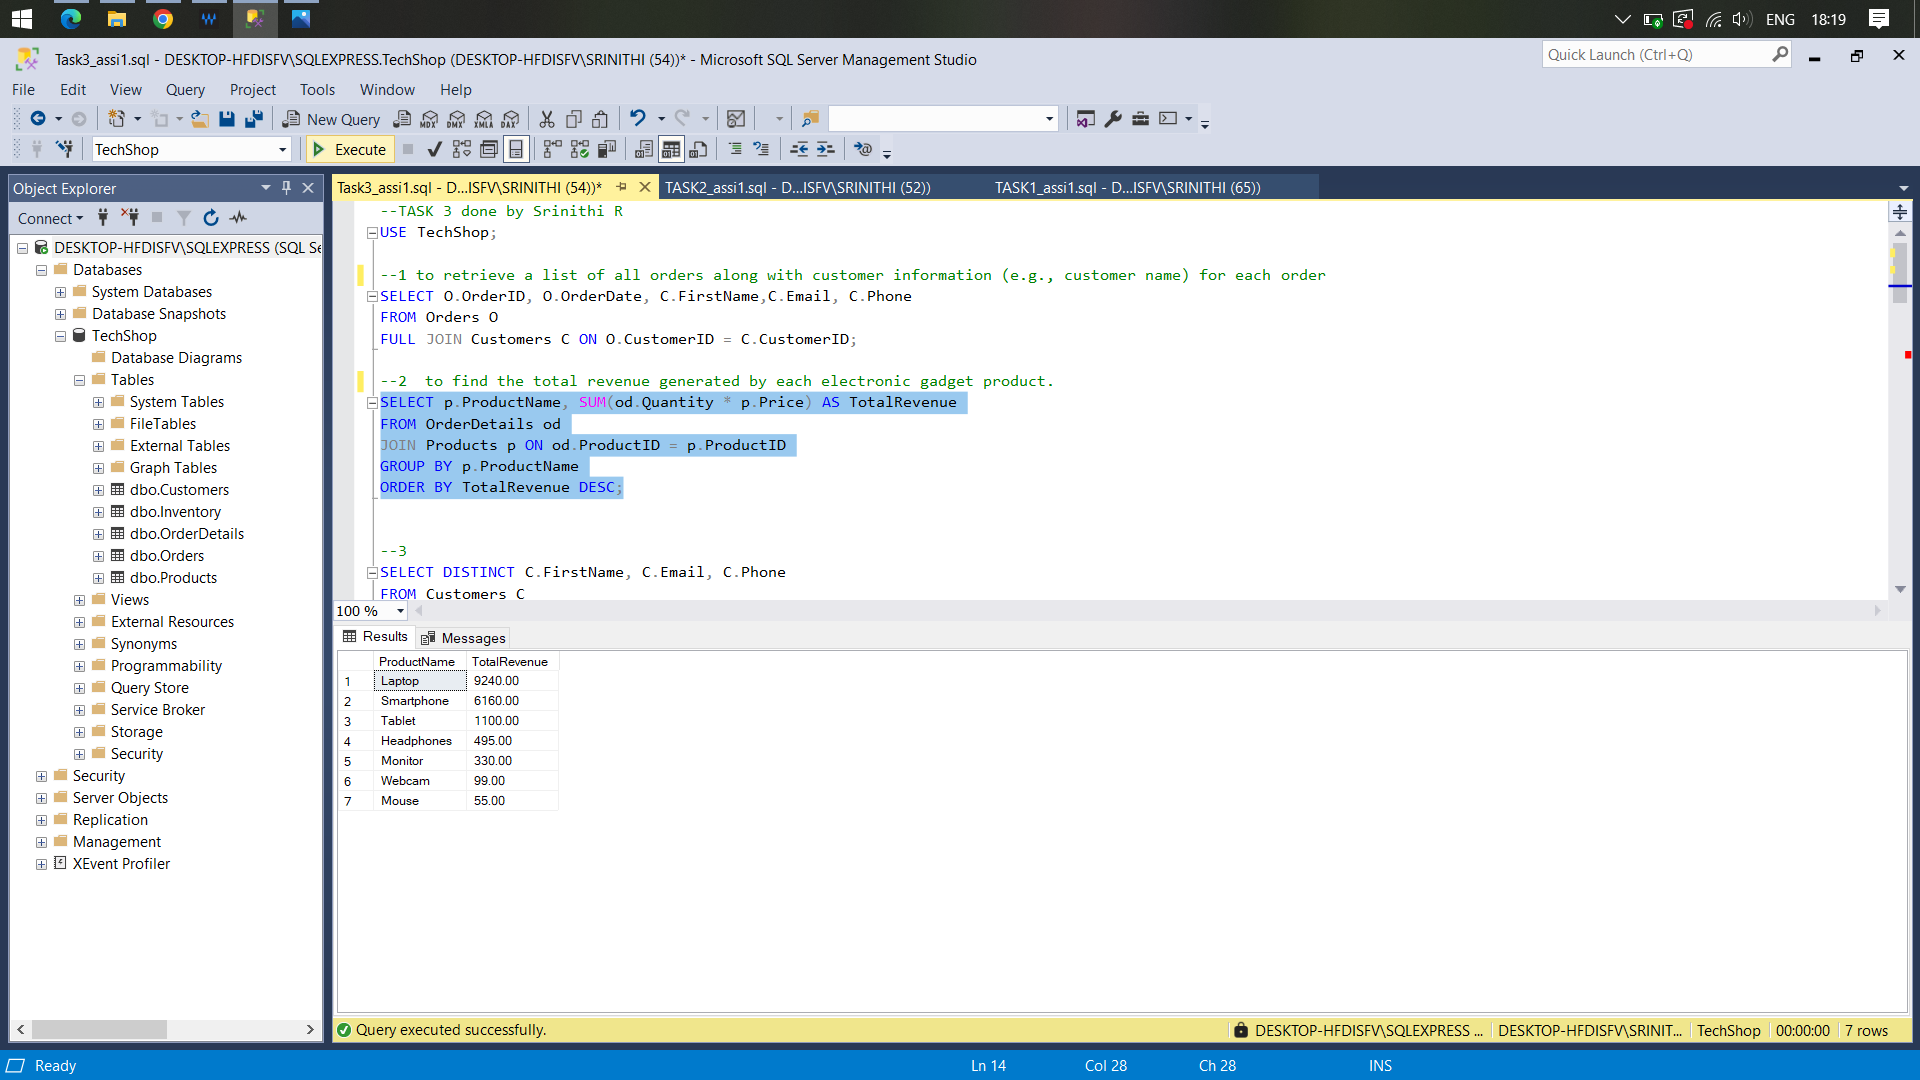 ENG 18:19
Task3_assi1.sql - DESKTOP-HFDISFV\SQLEXPRESS.TechShop (DESKTOP-HFDISFV\SRINITHI (54))* - Microsoft SQL Server Management Studio
Quick Launch (Ctrl+Q)
File Edit View Query Project Tools Window Help
New Query
TechShop
Execute
Object Explorer
Task3_assi1.sql - D...ISFV\SRINITHI (54))*
TASK2_assi1.sql - D...ISFV\SRINITHI (52))
TASK1_assi1.sql - D...ISFV\SRINITHI (65))
Connect
DESKTOP-HFDISFV\SQLEXPRESS (SQL Se
Databases
System Databases
Database Snapshots
TechShop
Database Diagrams
Tables
System Tables
FileTables
External Tables
Graph Tables
dbo.Customers
dbo.Inventory
dbo.OrderDetails
dbo.Orders
dbo.Products
Views
External Resources
Synonyms
Programmability
Query Store
Service Broker
Storage
Security
Security
Server Objects
Replication
Management
XEvent Profiler
--TASK 3 done by Srinithi R
USE TechShop;
--1 to retrieve a list of all orders along with customer information (e.g., customer name) for each order
SELECT O.OrderID, O.OrderDate, C.FirstName,C.Email, C.Phone
FROM Orders O
FULL JOIN Customers C ON O.CustomerID = C.CustomerID;
--2  to find the total revenue generated by each electronic gadget product.
SELECT p.ProductName, SUM(od.Quantity * p.Price) AS TotalRevenue
FROM OrderDetails od
JOIN Products p ON od.ProductID = p.ProductID
GROUP BY p.ProductName
ORDER BY TotalRevenue DESC;
--3
SELECT DISTINCT C.FirstName, C.Email, C.Phone
FROM Customers C
100 %
Results Messages
ProductName TotalRevenue
1 Laptop 9240.00
2 Smartphone 6160.00
3 Tablet 1100.00
4 Headphones 495.00
5 Monitor 330.00
6 Webcam 99.00
7 Mouse 55.00
Query executed successfully.
DESKTOP-HFDISFV\SQLEXPRESS ... DESKTOP-HFDISFV\SRINIT... TechShop 00:00:00 7 rows
Ready Ln 14 Col 28 Ch 28 INS